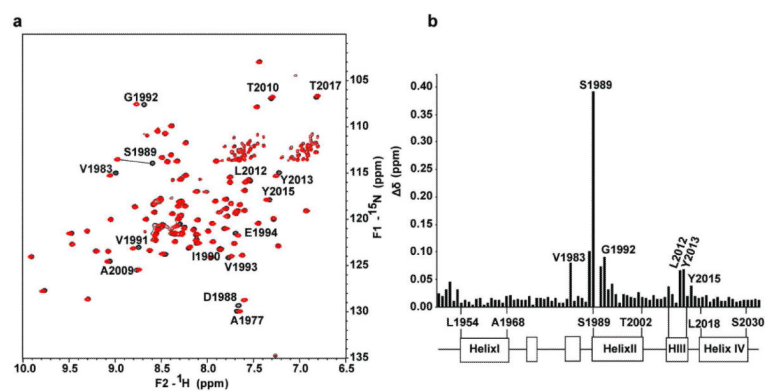 a
b
G1992
T2010
T2017
S1989
V1983
L2012
Y2013
Y2015
E1994
V1991
I1990
V1993
A2009
D1988
A1977
105
110
115
120
125
130
135
F1 - 15N (ppm)
10.0 9.5 9.0 8.5 8.0 7.5 7.0 6.5
F2 - 1H (ppm)
S1989
0.40
0.35
0.30
0.25
0.20
0.15
0.10
0.05
0.00
Δδ (ppm)
V1983
G1992
L2012
Y2013
Y2015
L1954 A1968 S1989 T2002 L2018 S2030
HelixI HelixII HIII Helix IV